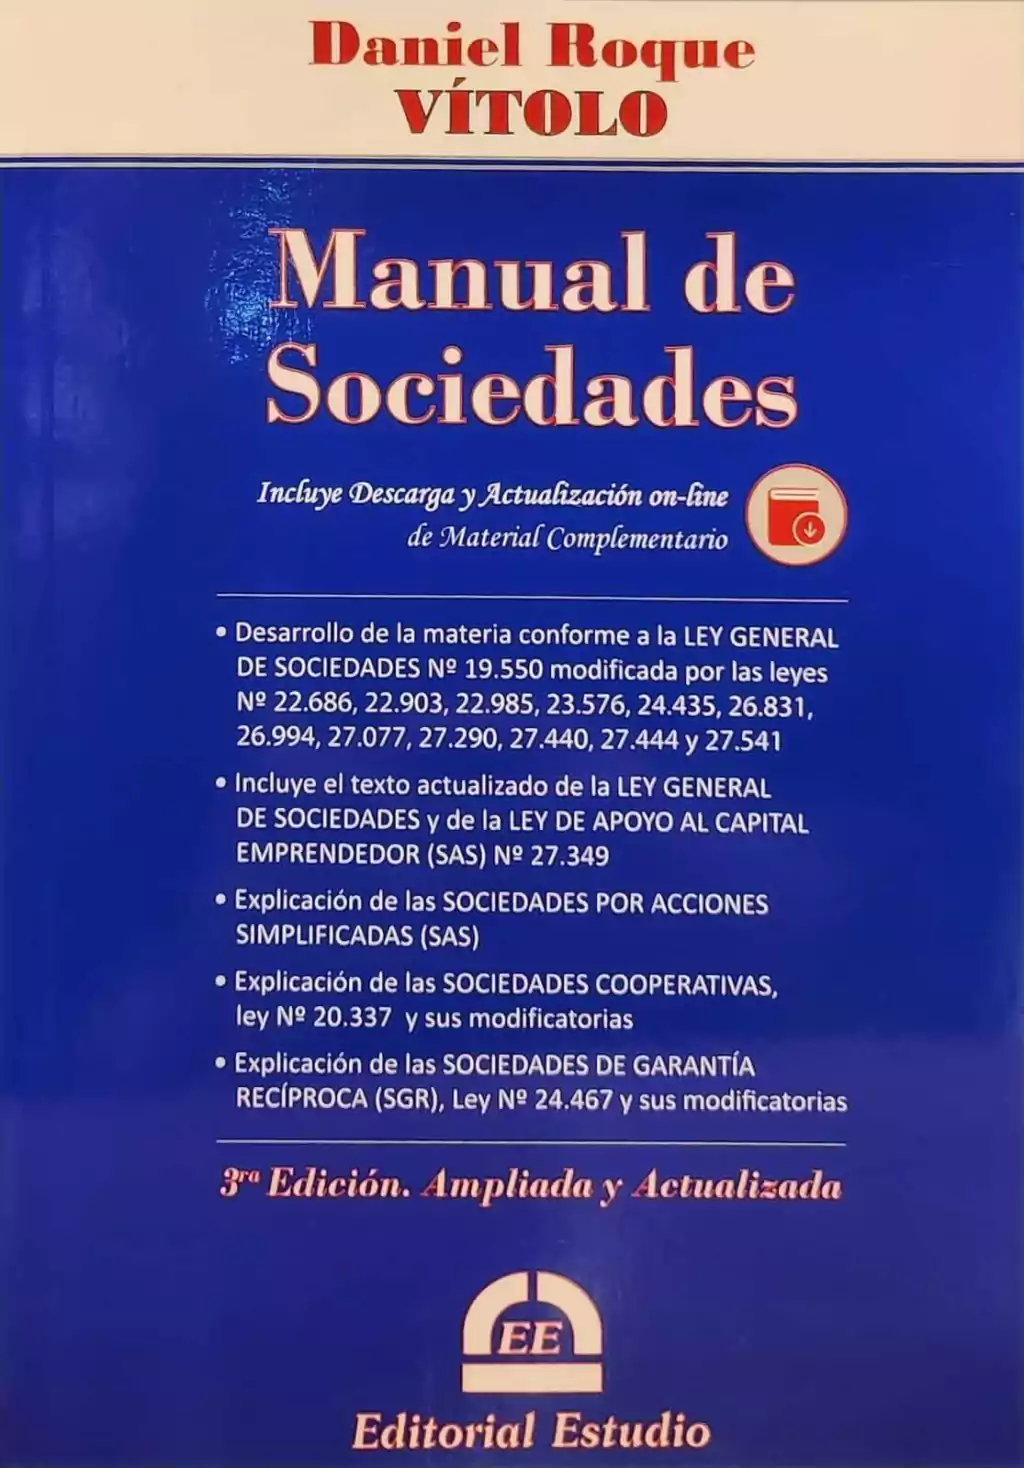 Daniel Roque
VÍTOLO
Manual de
Sociedades
Incluye Descarga y Actualización on-line
de Material Complementario
• Desarrollo de la materia conforme a la LEY GENERAL
DE SOCIEDADES Nº 19.550 modificada por las leyes
Nº 22.686, 22.903, 22.985, 23.576, 24.435, 26.831,
26.994, 27.077, 27.290, 27.440, 27.444 y 27.541
• Incluye el texto actualizado de la LEY GENERAL
DE SOCIEDADES y de la LEY DE APOYO AL CAPITAL
EMPRENDEDOR (SAS) Nº 27.349
• Explicación de las SOCIEDADES POR ACCIONES
SIMPLIFICADAS (SAS)
• Explicación de las SOCIEDADES COOPERATIVAS,
ley Nº 20.337 y sus modificatorias
• Explicación de las SOCIEDADES DE GARANTÍA
RECÍPROCA (SGR), Ley Nº 24.467 y sus modificatorias
3ra Edición. Ampliada y Actualizada
EE
Editorial Estudio